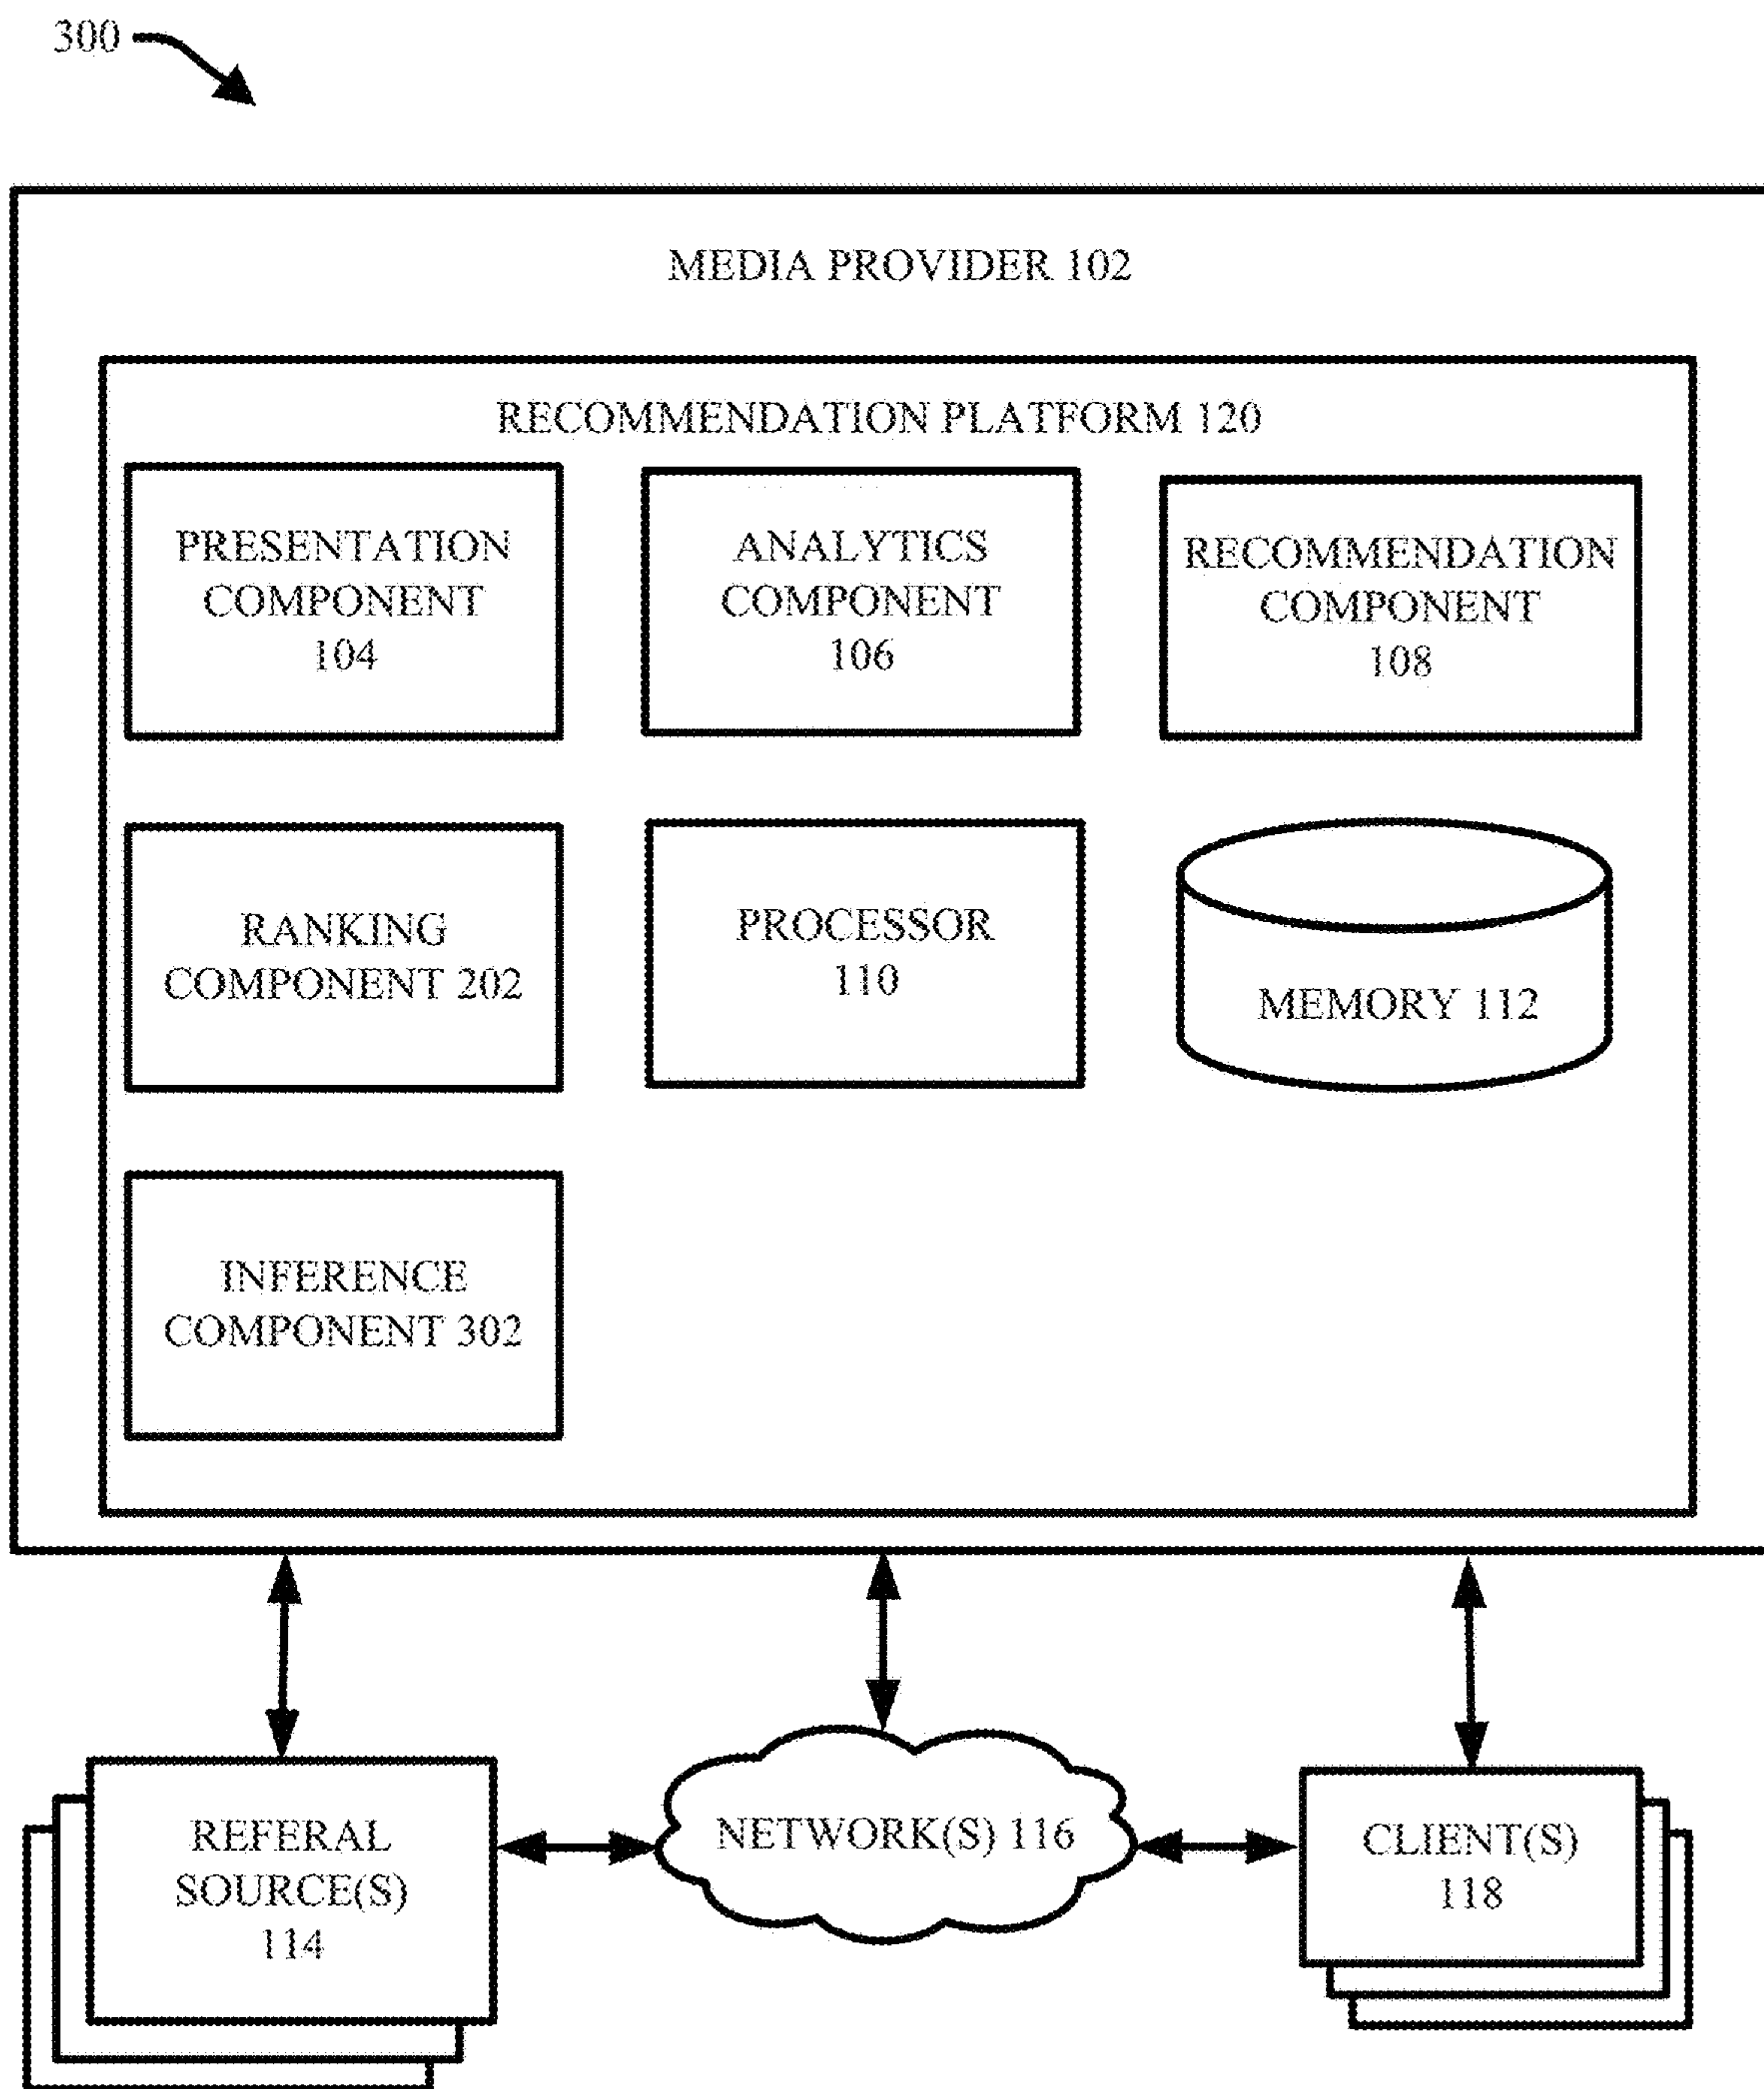 300
MEDIA PROVIDER 102
RECOMMENDATION PLATFORM 120
PRESENTATION
COMPONENT
104
ANALYTICS
COMPONENT
106
RECOMMENDATION
COMPONENT
108
RANKING
COMPONENT 202
PROCESSOR
110
MEMORY 112
INFERENCE
COMPONENT 302
REFERAL
SOURCE(S)
114
NETWORK(S) 116
CLIENT(S)
118